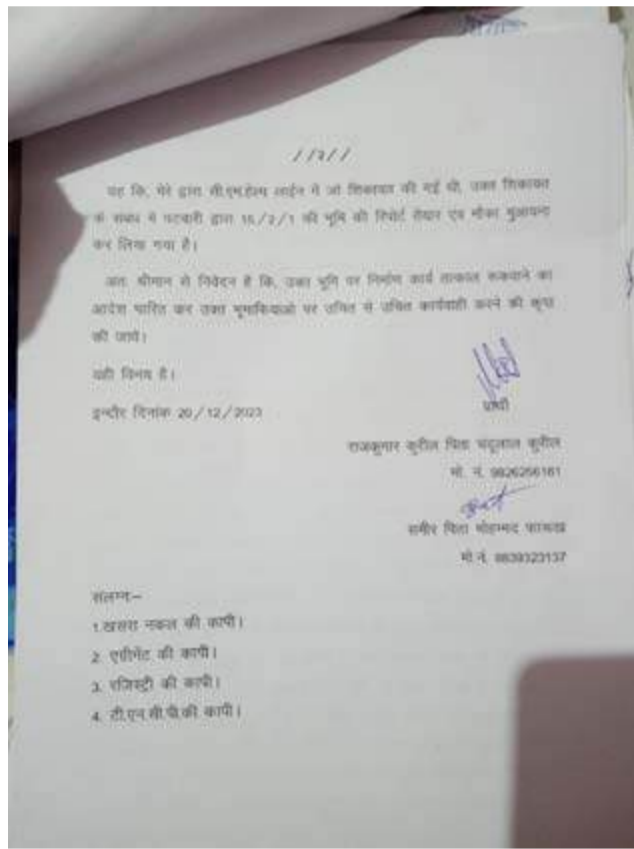 //2//
यह कि, मेरे द्वारा सी.एम.हेल्प लाईन में जो शिकायत की गई थी, उक्त शिकायत
के संबंध में पटवारी द्वारा 15/2/1 की भूमि की रिपोर्ट तैयार एवं मौका मुआयना
कर लिया गया है।
अतः श्रीमान से निवेदन है कि, उक्त भूमि पर निर्माण कार्य तत्काल रूकवाने का
आदेश पारित कर उक्त भूमाफियाओ पर उचित से उचित कार्यवाही करने की कृपा
की जावे।
यही विनय है।
इन्दौर दिनांक 20/12/2023
प्रार्थी
राजकुमार कुरील पिता चंदूलाल कुरील
मो. नं. 9826256161
समीर पिता मोहम्मद फारूख
मो.नं. 8839323137
संलग्न–
1.खसरा नकल की कापी।
2. एग्रीमेंट की कापी।
3. रजिस्ट्री की कापी।
4. टी.एन.सी.पी.की कापी।